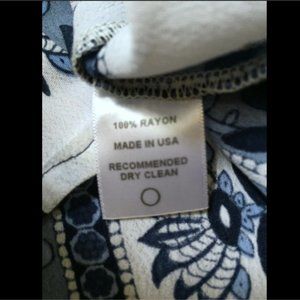 100% RAYON
MADE IN USA
RECOMMENDED
DRY CLEAN